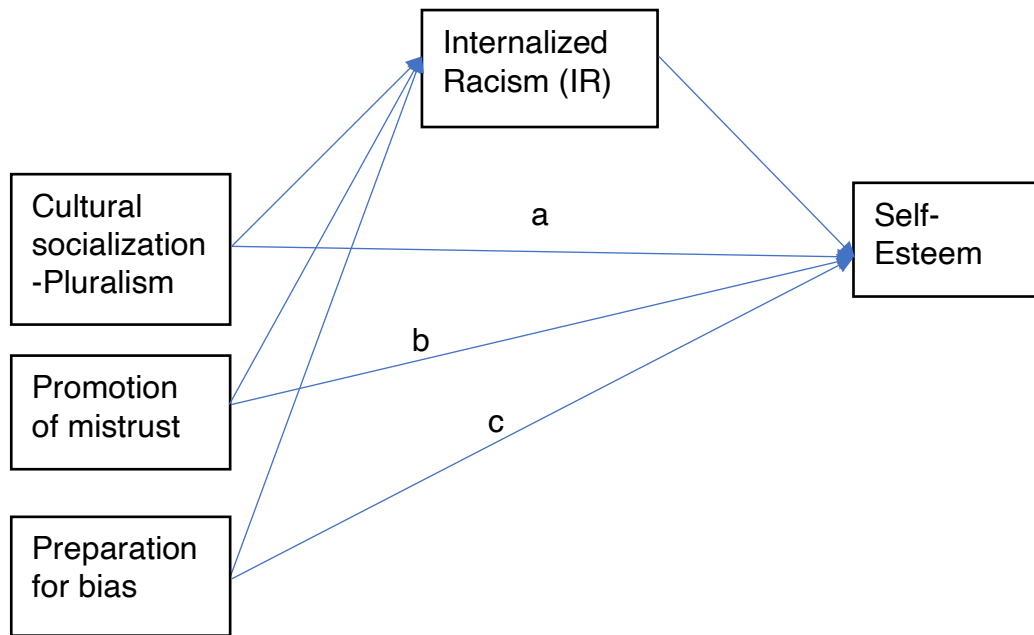 Internalized
Racism (IR)
Cultural
socialization
-Pluralism
a
Self-
Esteem
b
Promotion
of mistrust
c
Preparation
for bias